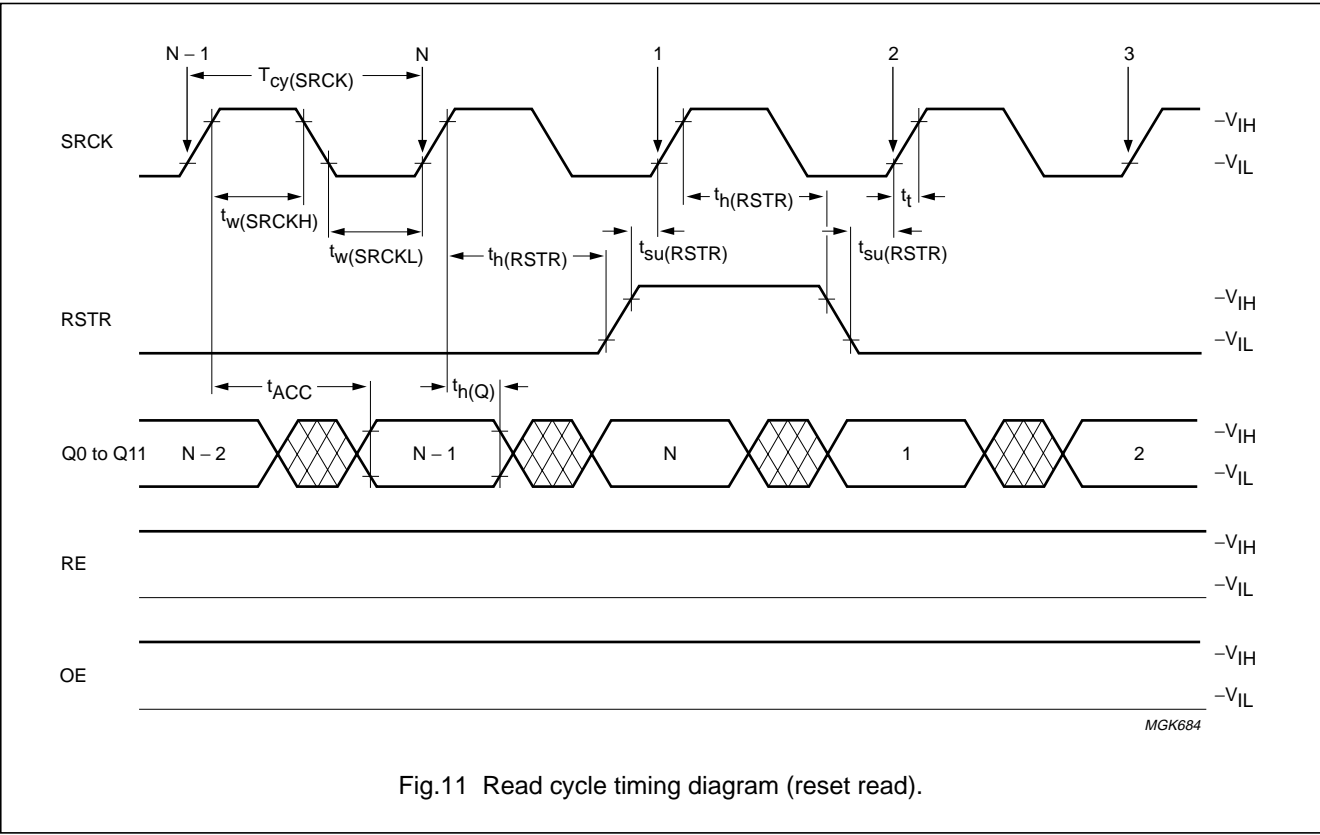 N – 1 N 1 2 3
Tcy(SRCK)
SRCK –VIH
–VIL
tw(SRCKH) th(RSTR) tt
tw(SRCKL) th(RSTR) tsu(RSTR) tsu(RSTR)
RSTR –VIH
–VIL
tACC th(Q)
Q0 to Q11 N – 2 N – 1 N 1 2 –VIH
–VIL
RE –VIH
–VIL
OE –VIH
–VIL
MGK684
Fig.11 Read cycle timing diagram (reset read).